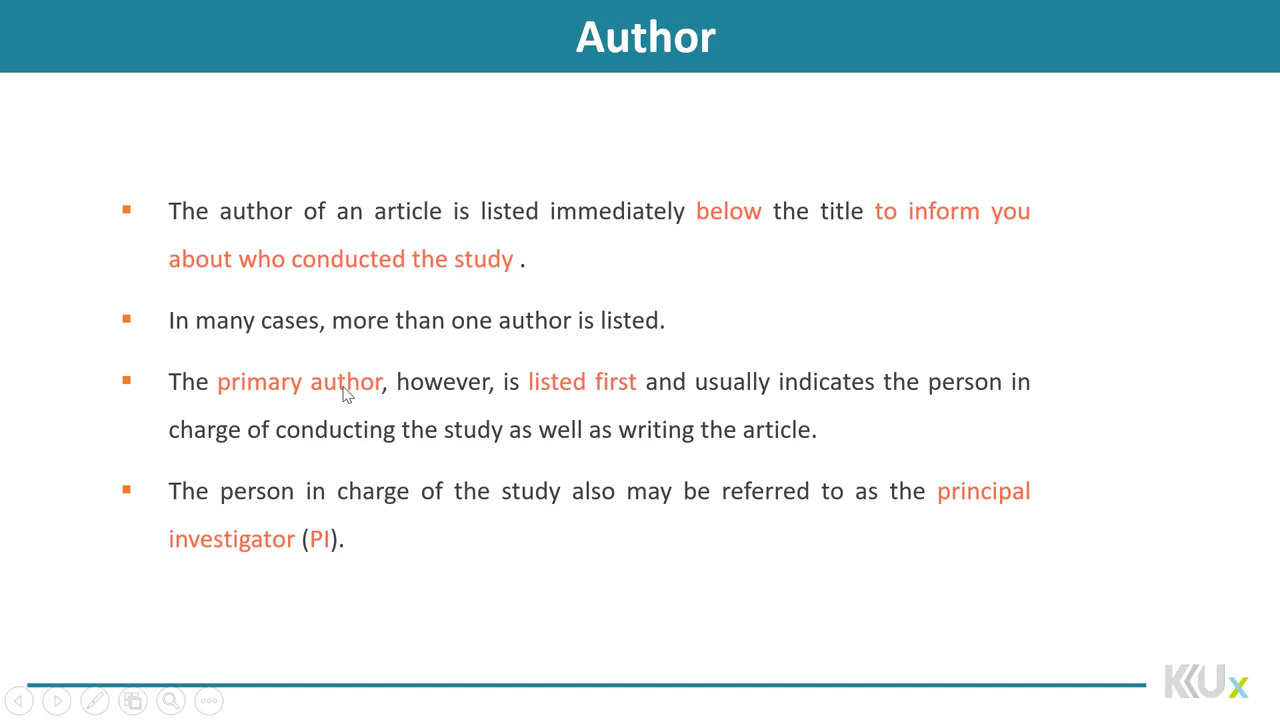 Author
▪ The author of an article is listed immediately below the title to inform you
about who conducted the study .
▪ In many cases, more than one author is listed.
▪ The primary author, however, is listed first and usually indicates the person in
charge of conducting the study as well as writing the article.
▪ The person in charge of the study also may be referred to as the principal
investigator (PI).
KKUx